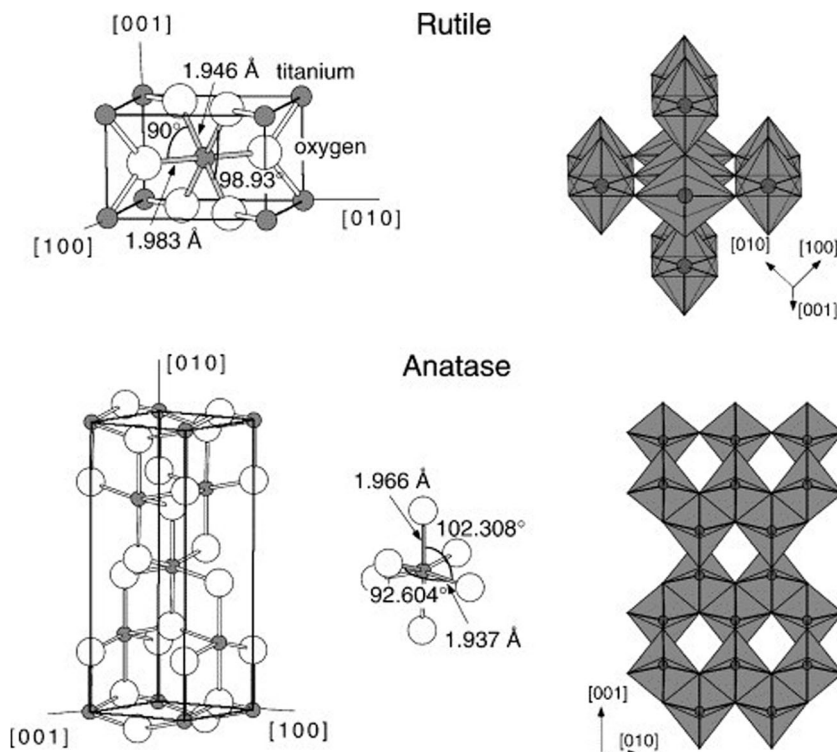 Rutile
[001]
1.946 Å
titanium
90°
oxygen
98.93°
[010]
[100]
1.983 Å
[010]
[100]
[001]
Anatase
[010]
1.966 Å
102.308°
92.604°
1.937 Å
[001]
[100]
[001]
[010]